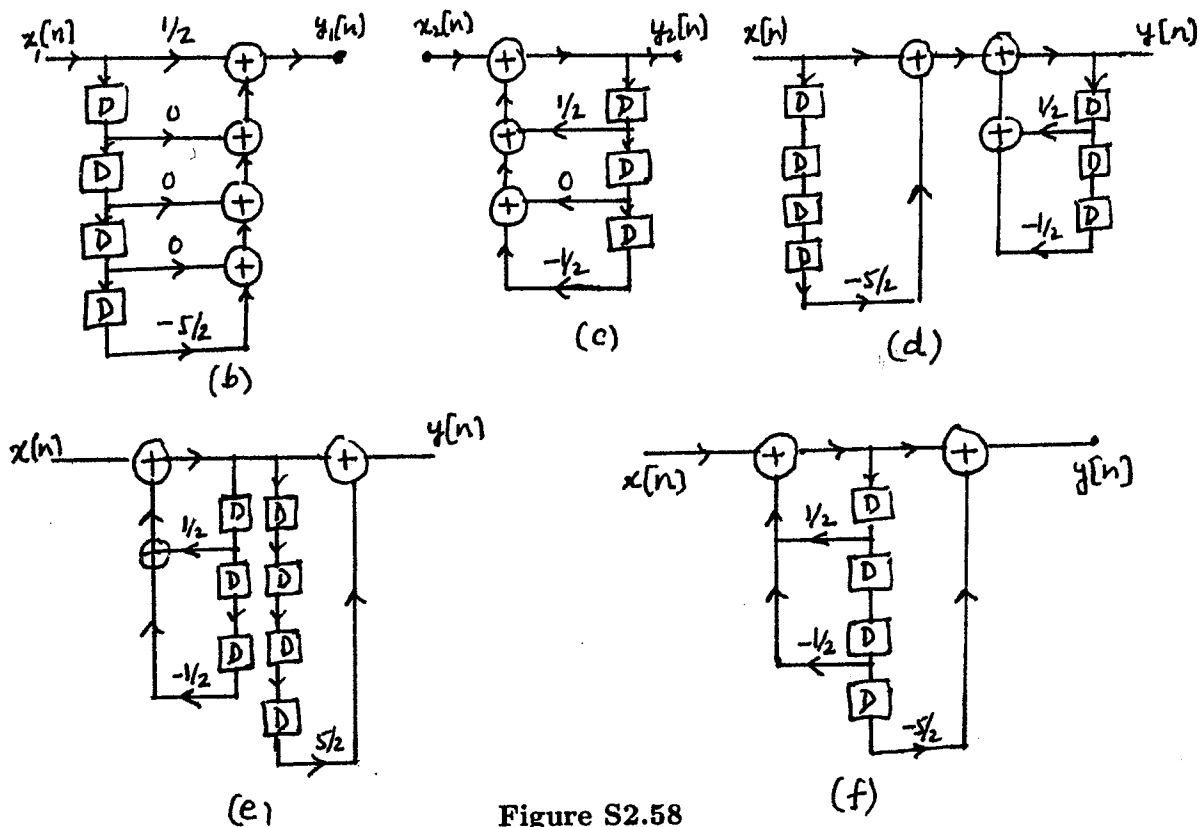 x[n] 1/2 y₁[n]
D
0
D
0
D
0
D
-5/2
(b)
x₂[n] y₂[n]
D
1/2
D
0
D
-1/2
(c)
x[n] y[n]
D
D
D
D
-5/2
D
1/2
D
D
-1/2
(d)
x[n] y[n]
D
1/2
D
D
-1/2
D
D
D
D
5/2
(e)
x[n] y[n]
D
1/2
D
D
-1/2
D
-5/2
(f)
Figure S2.58